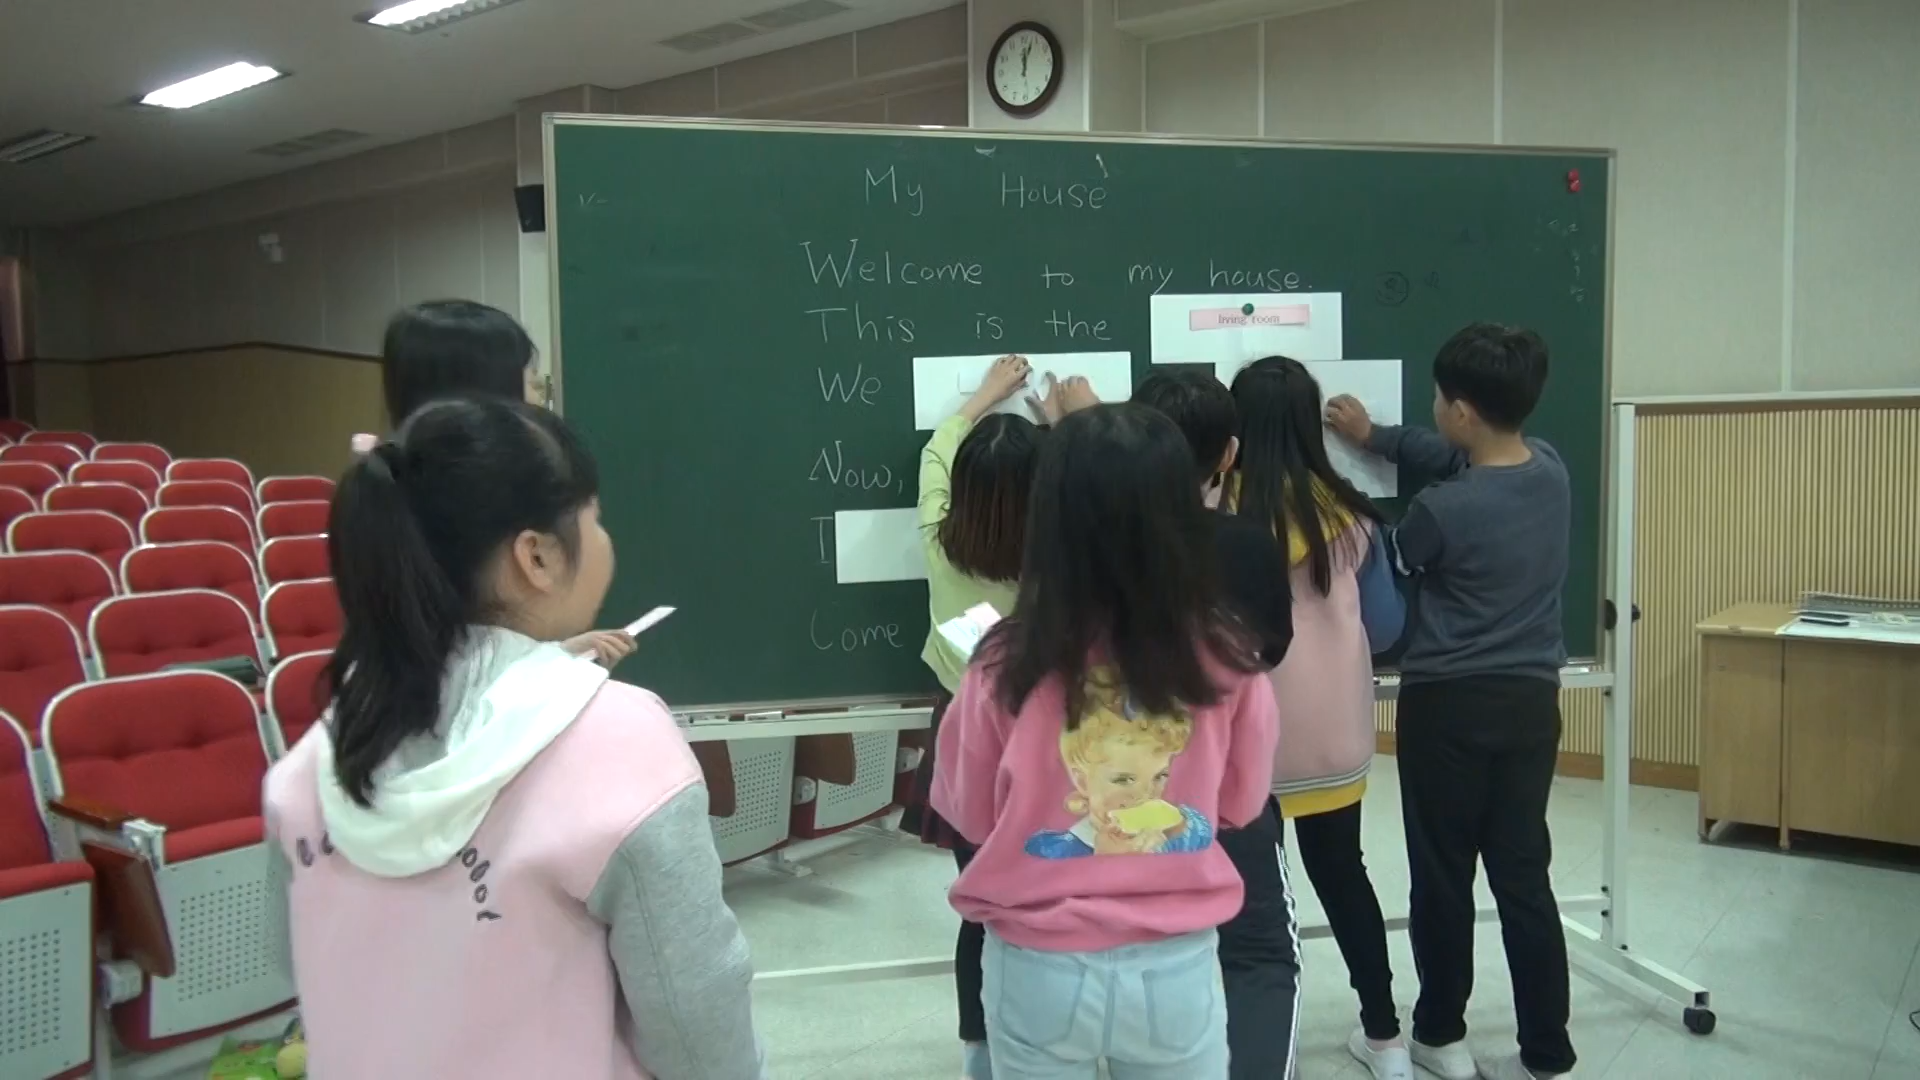 My House
Welcome to my house.
This is the living room
We
Now,
I
Come